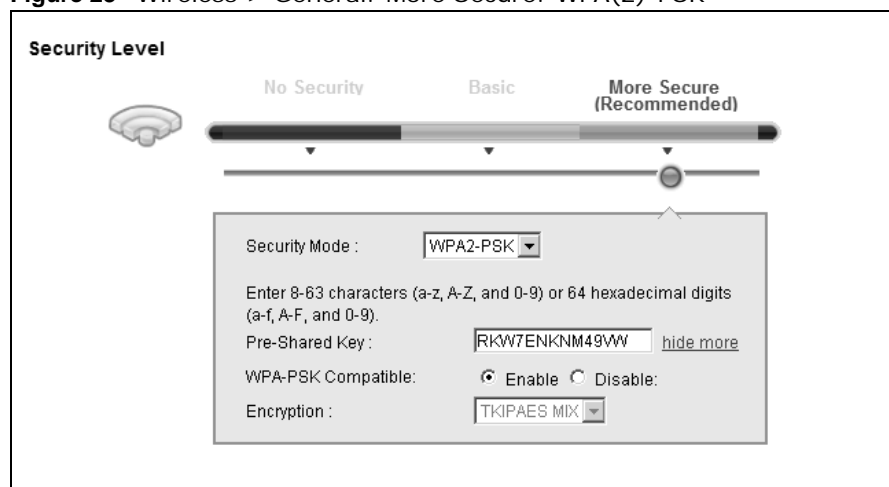 Wireless > General: More Secure: WPA(2)-PSK
Security Level
No Security
Basic
More Secure
(Recommended)
Security Mode :
WPA2-PSK
Enter 8-63 characters (a-z, A-Z, and 0-9) or 64 hexadecimal digits
(a-f, A-F, and 0-9).
Pre-Shared Key :
RKW7ENKNM49VW
hide more
WPA-PSK Compatible:
Enable
Disable:
Encryption :
TKIPAES MIX